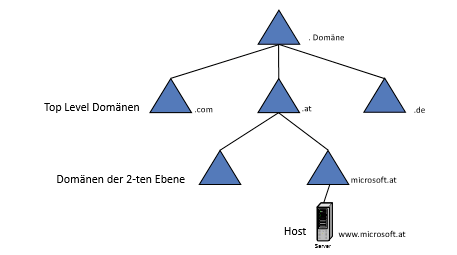 . Domäne
Top Level Domänen
.com
.at
.de
Domänen der 2-ten Ebene
microsoft.at
Host
www.microsoft.at
Server